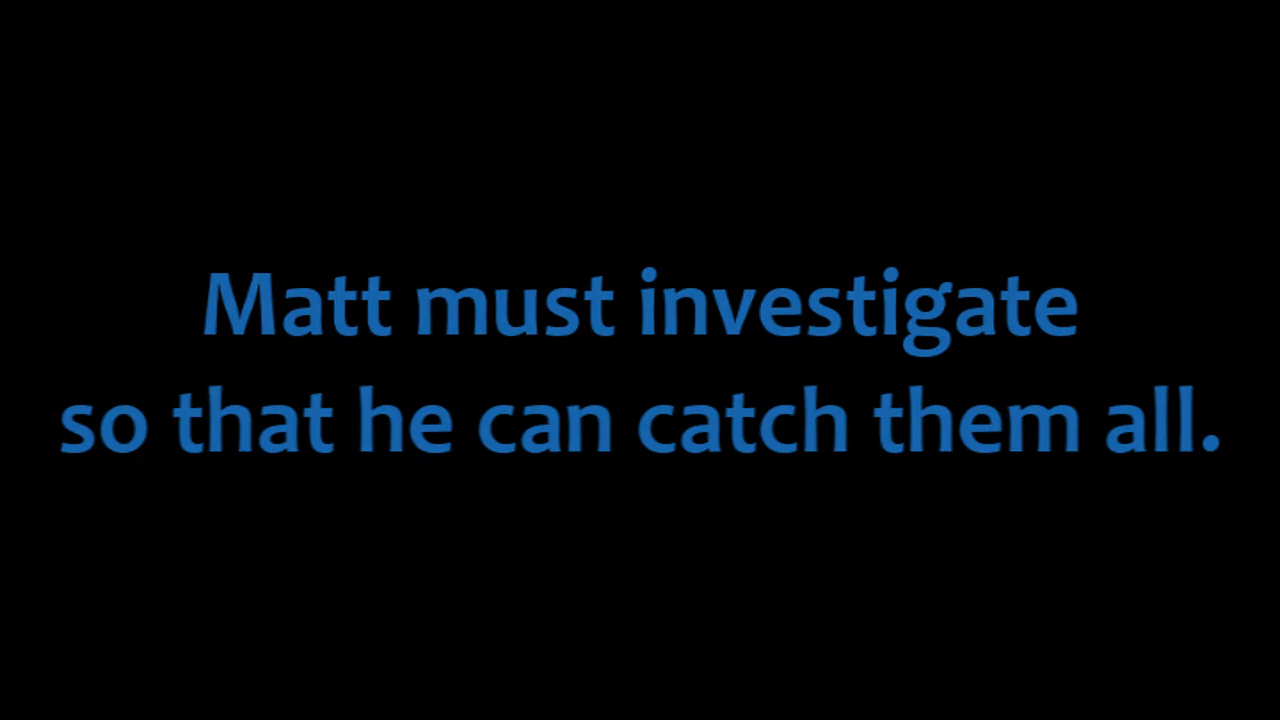 Matt must investigate
so that he can catch them all.